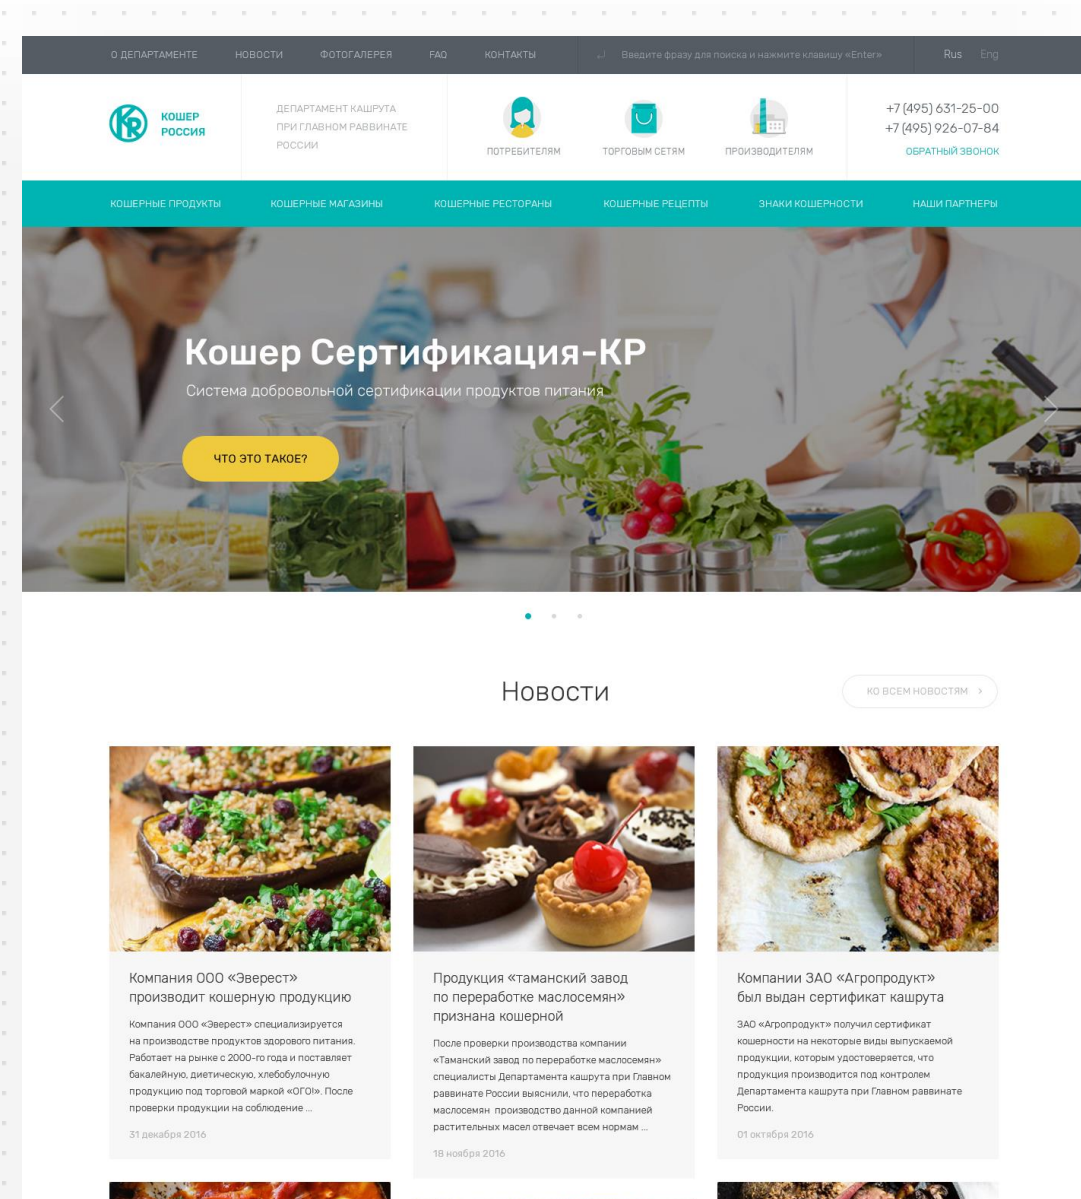 О ДЕПАРТАМЕНТЕ НОВОСТИ ФОТОГАЛЕРЕЯ FAQ КОНТАКТЫ Введите фразу для поиска и нажмите клавишу «Enter» Rus Eng
КОШЕР
РОССИЯ
ДЕПАРТАМЕНТ КАШРУТА
ПРИ ГЛАВНОМ РАВВИНАТЕ
РОССИИ
ПОТРЕБИТЕЛЯМ ТОРГОВЫМ СЕТЯМ ПРОИЗВОДИТЕЛЯМ
+7 (495) 631-25-00
+7 (495) 926-07-84
ОБРАТНЫЙ ЗВОНОК
КОШЕРНЫЕ ПРОДУКТЫ КОШЕРНЫЕ МАГАЗИНЫ КОШЕРНЫЕ РЕСТОРАНЫ КОШЕРНЫЕ РЕЦЕПТЫ ЗНАКИ КОШЕРНОСТИ НАШИ ПАРТНЕРЫ
Кошер Сертификация-КР
Система добровольной сертификации продуктов питания
ЧТО ЭТО ТАКОЕ?
Новости
КО ВСЕМ НОВОСТЯМ
Компания ООО «Эверест»
производит кошерную продукцию
Компания ООО «Эверест» специализируется
на производстве продуктов здорового питания.
Работает на рынке с 2000-го года и поставляет
бакалейную, диетическую, хлебобулочную
продукцию под торговой маркой «ОГО!». После
проверки продукции на соблюдение ...
31 декабря 2016
Продукция «таманский завод
по переработке маслосемян»
признана кошерной
После проверки производства компании
«Таманский завод по переработке маслосемян»
специалисты Департамента кашрута при Главном
раввинате России выяснили, что переработка
маслосемян производство данной компанией
растительных масел отвечает всем нормам ...
18 ноября 2016
Компании ЗАО «Агропродукт»
был выдан сертификат кашрута
ЗАО «Агропродукт» получил сертификат
кошерности на некоторые виды выпускаемой
продукции, которым удостоверяется, что
продукция производится под контролем
Департамента кашрута при Главном раввинате
России.
01 октября 2016